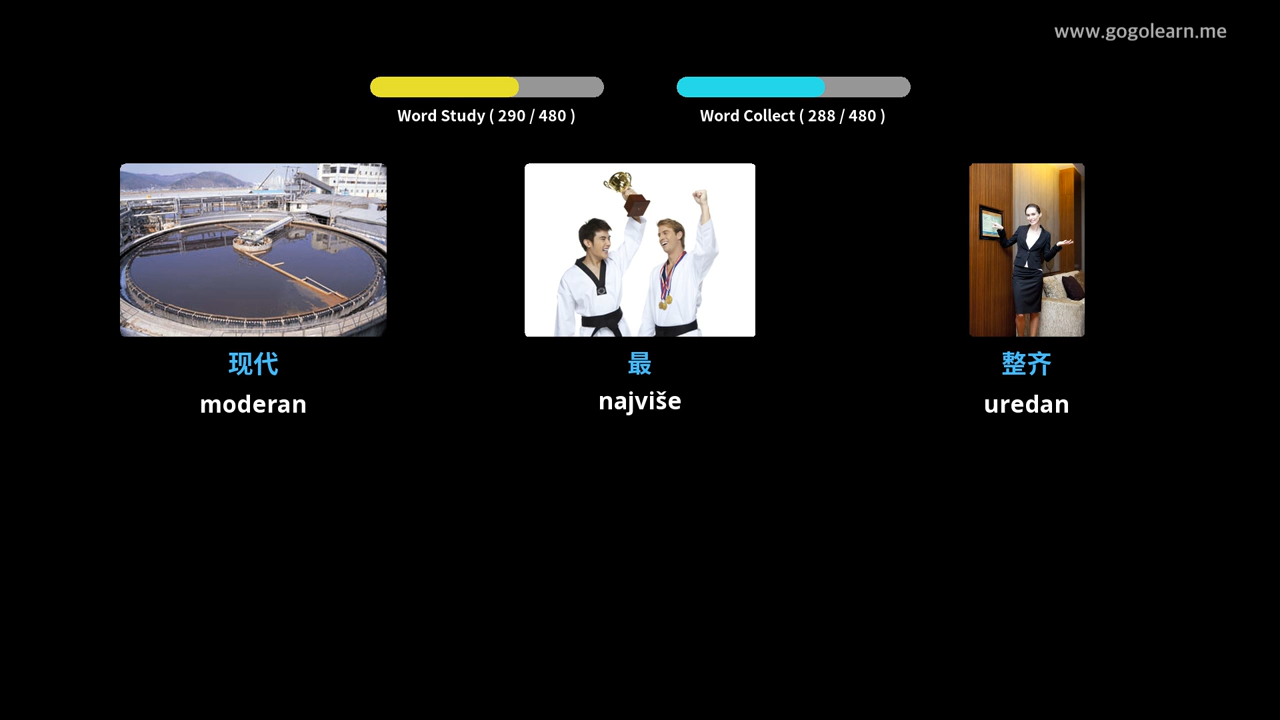 www.gogolearn.me
Word Study ( 290 / 480 )
Word Collect ( 288 / 480 )
现代
moderan
最
najviše
整齐
uredan